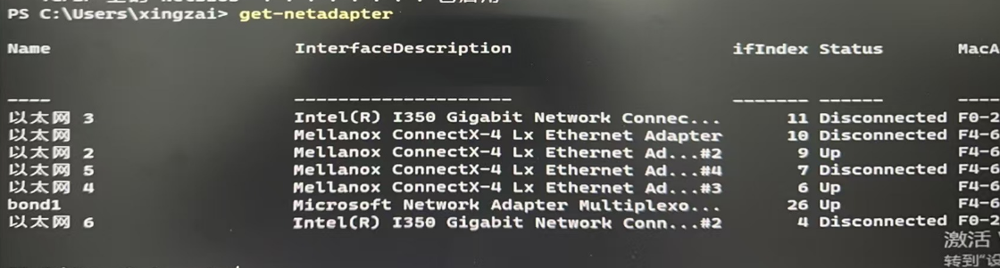 PS C:\Users\xingzai> get-netadapter
Name InterfaceDescription ifIndex Status MacA
---- -------------------- ------- ------ ----
以太网 3 Intel(R) I350 Gigabit Network Connec... 11 Disconnected F0-2
以太网 Mellanox ConnectX-4 Lx Ethernet Adapter 10 Disconnected F4-6
以太网 2 Mellanox ConnectX-4 Lx Ethernet Ad...#2 9 Up F4-6
以太网 5 Mellanox ConnectX-4 Lx Ethernet Ad...#4 7 Disconnected F4-6
以太网 4 Mellanox ConnectX-4 Lx Ethernet Ad...#3 6 Up F4-6
bond1 Microsoft Network Adapter Multiplexo... 26 Up F4-6
以太网 6 Intel(R) I350 Gigabit Network Conn...#2 4 Disconnected F0-2
激活
转到"设